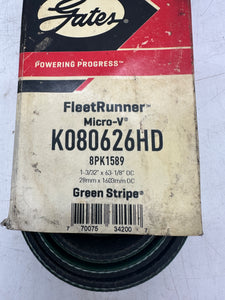 Gates
POWERING PROGRESS™
FleetRunner™
Micro-V®
K080626HD
8PK1589
1-3/32" x 63-1/8" OC
28mm x 1603mm OC
Green Stripe®
7 70075 34200